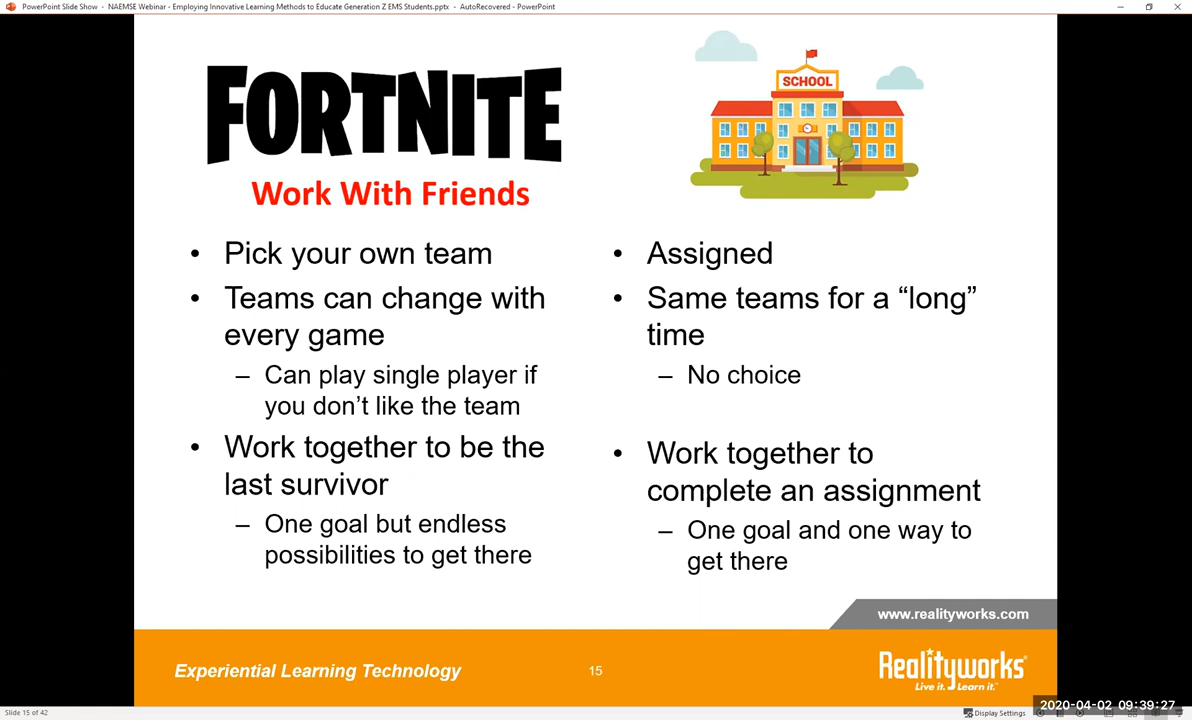 PowerPoint Slide Show - NAEMSE Webinar - Employing Innovative Learning Methods to Educate Generation Z EMS Students.pptx - AutoRecovered - PowerPoint
FORTNITE
Work With Friends
• Pick your own team
• Teams can change with
every game
– Can play single player if
you don’t like the team
• Work together to be the
last survivor
– One goal but endless
possibilities to get there
SCHOOL
• Assigned
• Same teams for a “long”
time
– No choice
• Work together to
complete an assignment
– One goal and one way to
get there
www.realityworks.com
Experiential Learning Technology
15
Realityworks®
Live it. Learn it.™
Slide 15 of 42
Display Settings
2020-04-02 09:39:27